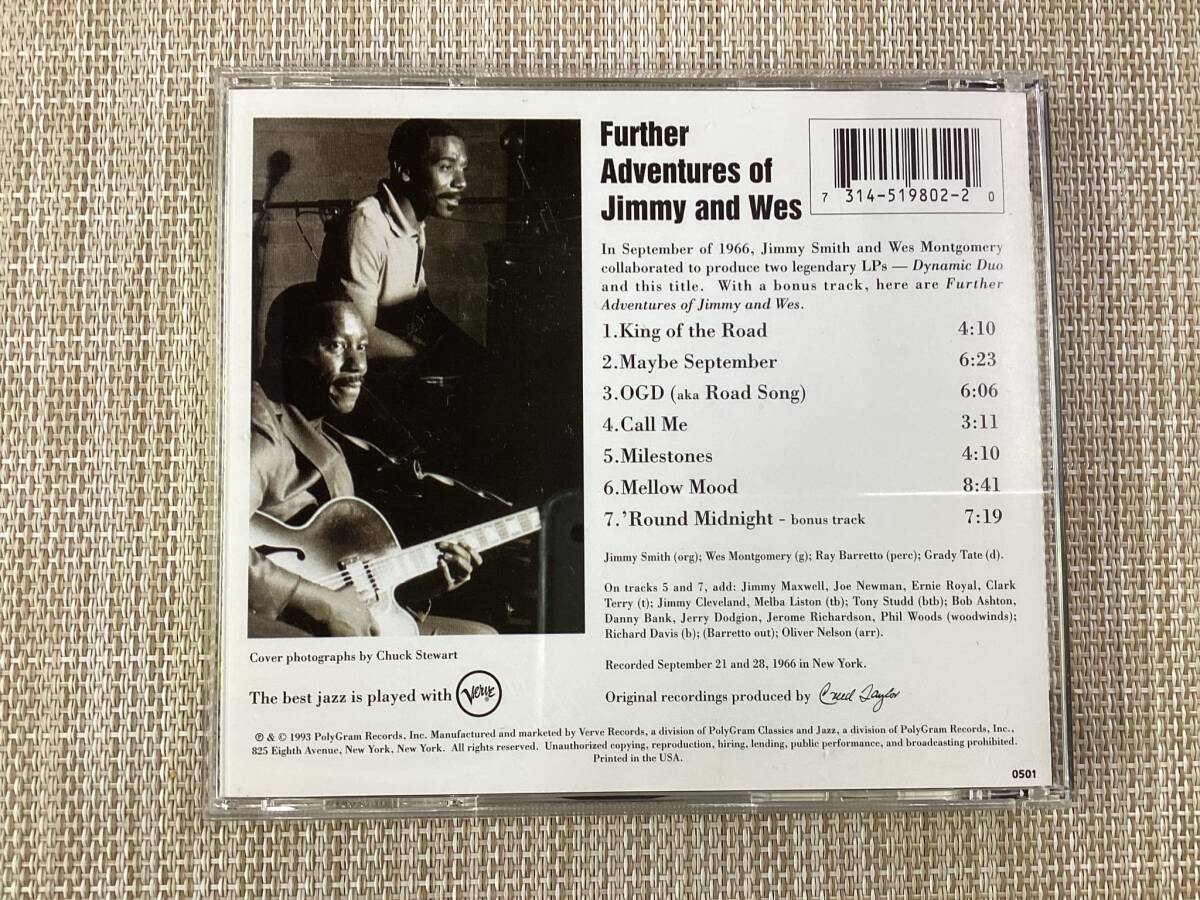 Further
Adventures of
Jimmy and Wes
7 314-519802-2 0
In September of 1966, Jimmy Smith and Wes Montgomery
collaborated to produce two legendary LPs — Dynamic Duo
and this title. With a bonus track, here are Further
Adventures of Jimmy and Wes.
1.King of the Road 4:10
2.Maybe September 6:23
3.OGD (aka Road Song) 6:06
4.Call Me 3:11
5.Milestones 4:10
6.Mellow Mood 8:41
7.’Round Midnight - bonus track 7:19
Jimmy Smith (org); Wes Montgomery (g); Ray Barretto (perc); Grady Tate (d).
On tracks 5 and 7, add: Jimmy Maxwell, Joe Newman, Ernie Royal, Clark
Terry (t); Jimmy Cleveland, Melba Liston (tb); Tony Studd (btb); Bob Ashton,
Danny Bank, Jerry Dodgion, Jerome Richardson, Phil Woods (woodwinds);
Richard Davis (b); (Barretto out); Oliver Nelson (arr).
Recorded September 21 and 28, 1966 in New York.
Original recordings produced by Creed Taylor
Cover photographs by Chuck Stewart
The best jazz is played with Verve
℗ & © 1993 PolyGram Records, Inc. Manufactured and marketed by Verve Records, a division of PolyGram Classics and Jazz, a division of PolyGram Records, Inc.,
825 Eighth Avenue, New York, New York. All rights reserved. Unauthorized copying, reproduction, hiring, lending, public performance, and broadcasting prohibited.
Printed in the USA.
0501